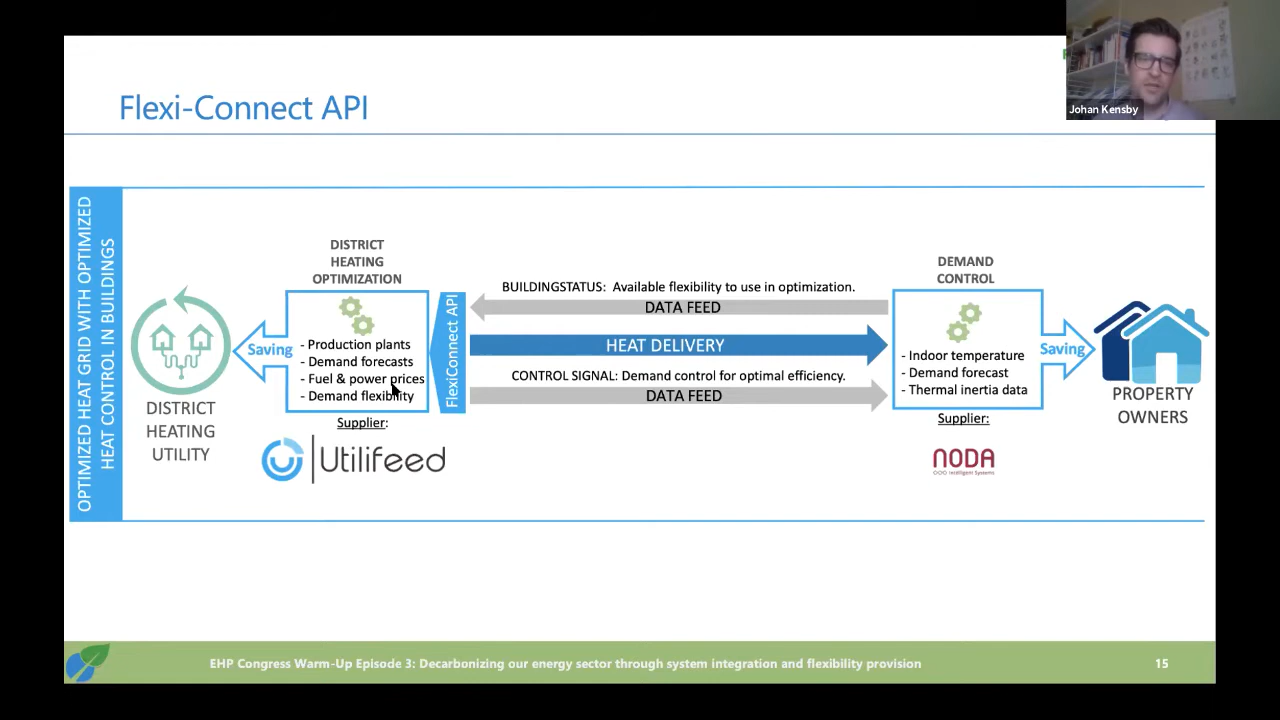 Flexi-Connect API
Johan Kensby
OPTIMIZED HEAT GRID WITH OPTIMIZED
HEAT CONTROL IN BUILDINGS
DISTRICT
HEATING
UTILITY
Saving
DISTRICT
HEATING
OPTIMIZATION
- Production plants
- Demand forecasts
- Fuel & power prices
- Demand flexibility
Supplier:
Utilifeed
FlexiConnect API
BUILDINGSTATUS: Available flexibility to use in optimization.
DATA FEED
HEAT DELIVERY
CONTROL SIGNAL: Demand control for optimal efficiency.
DATA FEED
DEMAND
CONTROL
- Indoor temperature
- Demand forecast
- Thermal inertia data
Supplier:
NODA
Intelligent Systems
Saving
PROPERTY
OWNERS
EHP Congress Warm-Up Episode 3: Decarbonizing our energy sector through system integration and flexibility provision
15